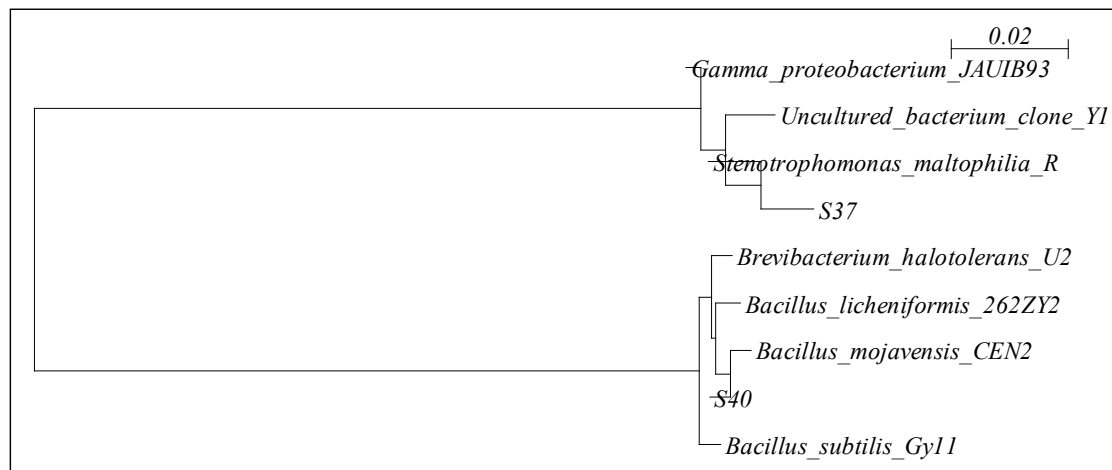 0.02
Gamma_proteobacterium_JAUIB93
Uncultured_bacterium_clone_Y1
Stenotrophomonas_maltophilia_R
S37
Brevibacterium_halotolerans_U2
Bacillus_licheniformis_262ZY2
Bacillus_mojavensis_CEN2
S40
Bacillus_subtilis_Gy11